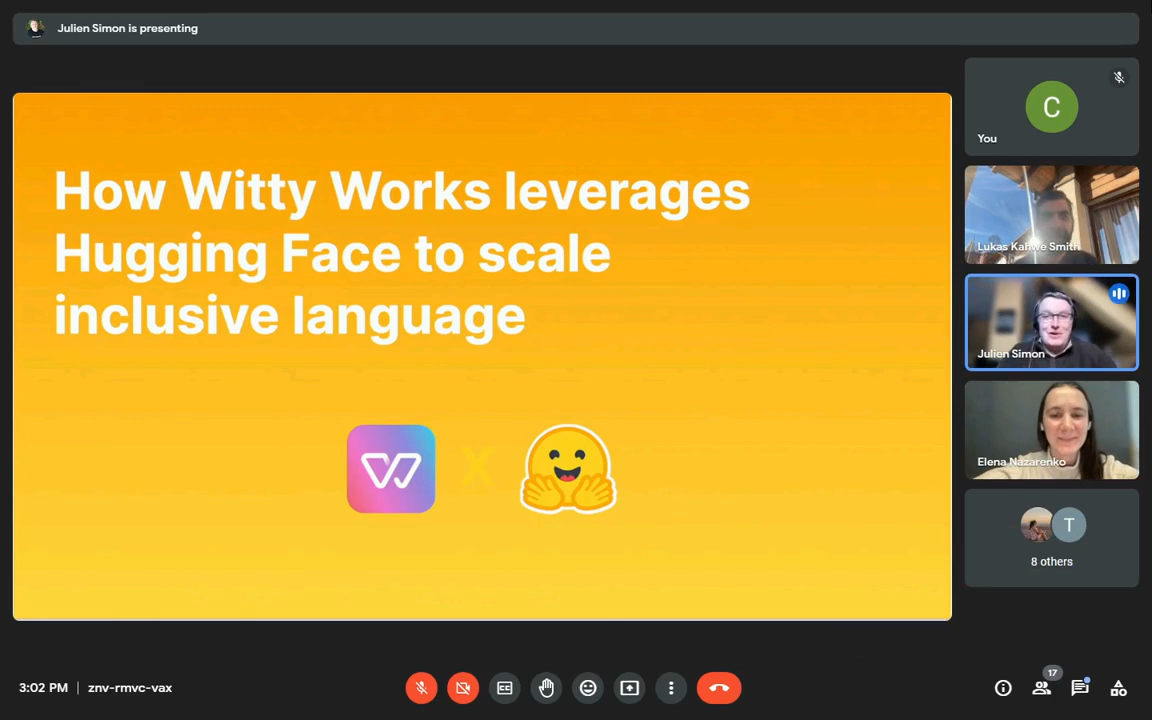 Julien Simon is presenting
How Witty Works leverages
Hugging Face to scale
inclusive language
X
C
You
Lukas Kahwe Smith
Julien Simon
Elena Nazarenko
T
8 others
3:02 PM | znv-rmvc-vax
17